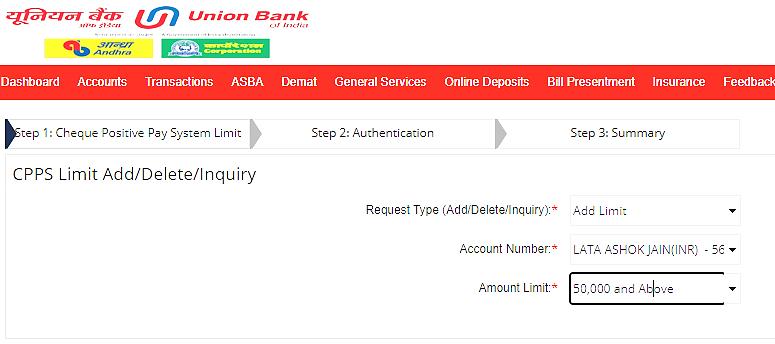 यूनियन बैंक Union Bank
ऑफ इंडिया of India
आन्ध्रा Andhra कार्पोरेशन Corporation
Dashboard Accounts Transactions ASBA Demat General Services Online Deposits Bill Presentment Insurance Feedback
Step 1: Cheque Positive Pay System Limit Step 2: Authentication Step 3: Summary
CPPS Limit Add/Delete/Inquiry
Request Type (Add/Delete/Inquiry):* Add Limit
Account Number:* LATA ASHOK JAIN(INR) - 56
Amount Limit:* 50,000 and Above